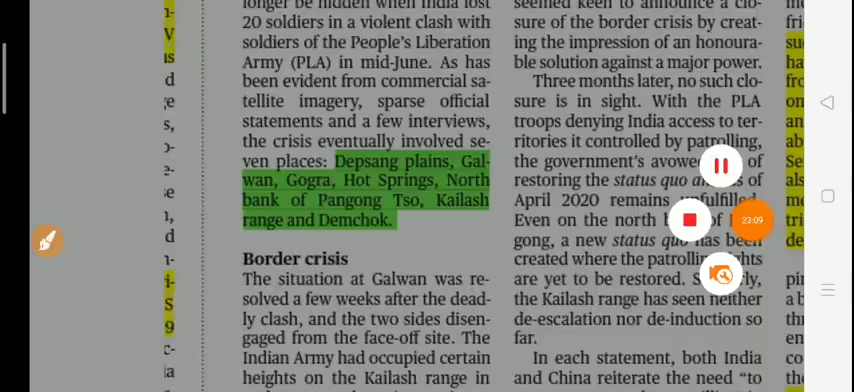 longer be hidden when India lost
20 soldiers in a violent clash with
soldiers of the People's Liberation
Army (PLA) in mid-June. As has
been evident from commercial sa-
tellite imagery, sparse official
statements and a few interviews,
the crisis eventually involved se-
ven places: Depsang plains, Gal-
wan, Gogra, Hot Springs, North
bank of Pangong Tso, Kailash
range and Demchok.
Border crisis
The situation at Galwan was re-
solved a few weeks after the dead-
ly clash, and the two sides disen-
gaged from the face-off site. The
Indian Army had occupied certain
heights on the Kailash range in
seemed keen to announce a clo-
sure of the border crisis by creat-
ing the impression of an honoura-
ble solution against a major power.
Three months later, no such clo-
sure is in sight. With the PLA
troops denying India access to ter-
ritories it controlled by patrolling,
the government's avowe of
restoring the status quo an s of
April 2020 remains unfulfilled.
Even on the north b of
gong, a new status quo has been
created where the patrolling rights
are yet to be restored. S ly,
the Kailash range has seen neither
de-escalation nor de-induction so
far.
In each statement, both India
and China reiterate the need "to
23:09